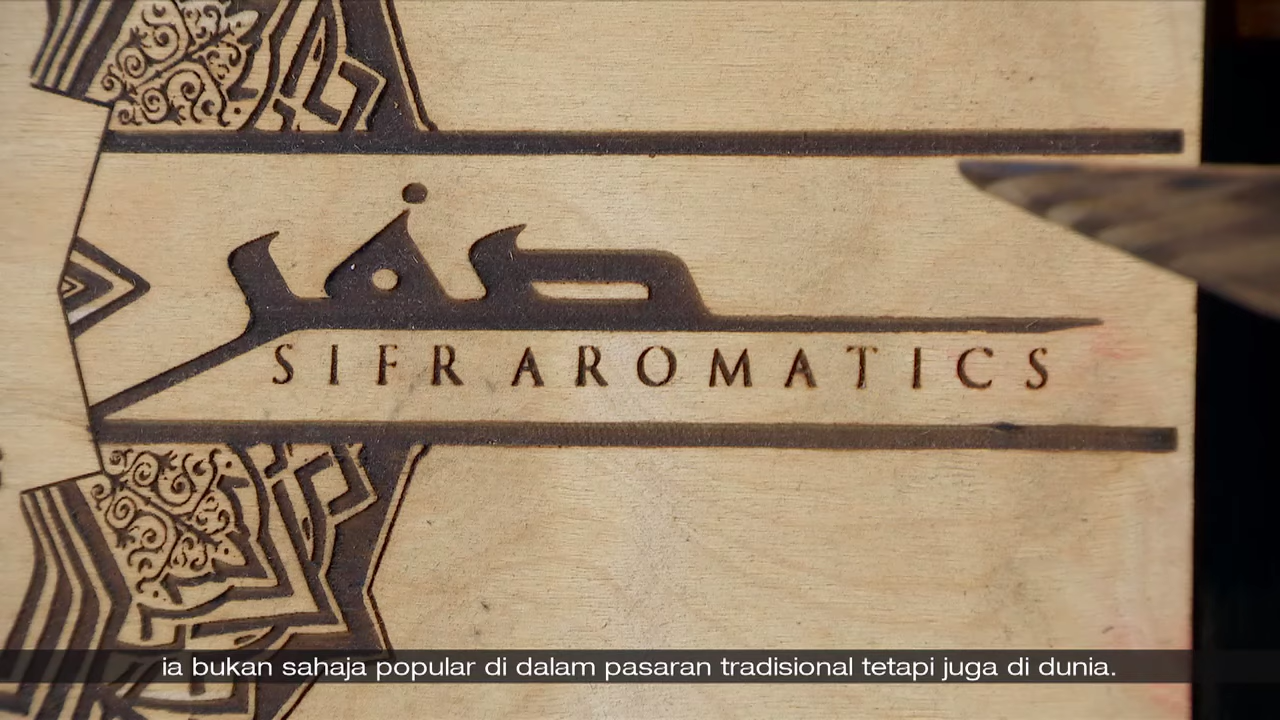 صفر
SIFR AROMATICS
ia bukan sahaja popular di dalam pasaran tradisional tetapi juga di dunia.